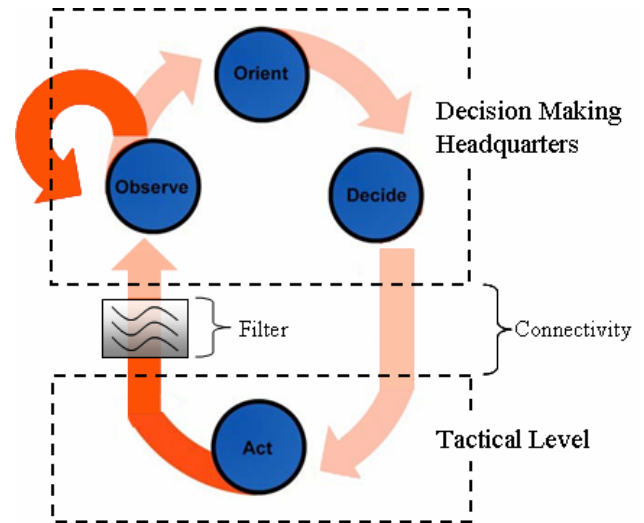 Orient
Decision Making
Headquarters
Observe
Decide
Filter
Connectivity
Act
Tactical Level